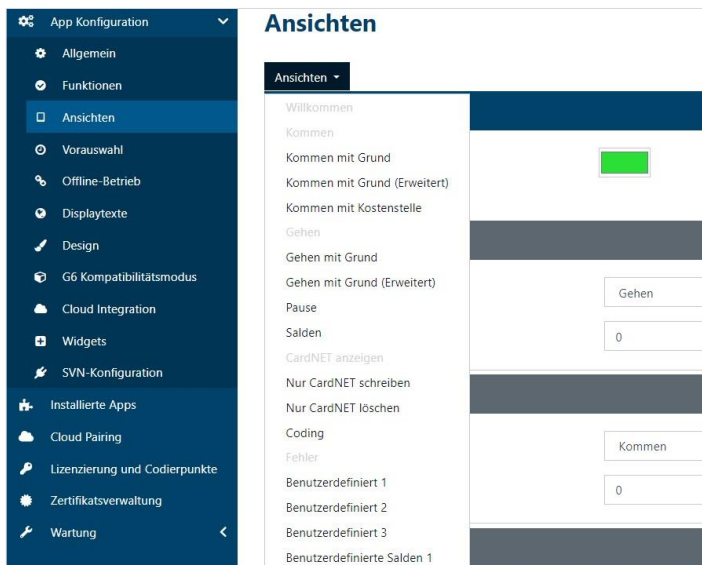 App Konfiguration
Allgemein
Funktionen
Ansichten
Vorauswahl
Offline-Betrieb
Displaytexte
Design
G6 Kompatibilitätsmodus
Cloud Integration
Widgets
SVN-Konfiguration
Installierte Apps
Cloud Pairing
Lizenzierung und Codierpunkte
Zertifikatsverwaltung
Wartung
Ansichten
Ansichten
Willkommen
Kommen
Kommen mit Grund
Kommen mit Grund (Erweitert)
Kommen mit Kostenstelle
Gehen
Gehen mit Grund
Gehen mit Grund (Erweitert)
Pause
Salden
CardNET anzeigen
Nur CardNET schreiben
Nur CardNET löschen
Coding
Fehler
Benutzerdefiniert 1
Benutzerdefiniert 2
Benutzerdefiniert 3
Benutzerdefinierte Salden 1
Gehen
0
Kommen
0